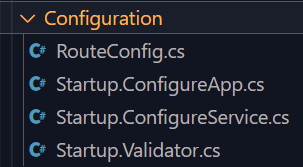 Configuration
C# RouteConfig.cs
C# Startup.ConfigureApp.cs
C# Startup.ConfigureService.cs
C# Startup.Validator.cs